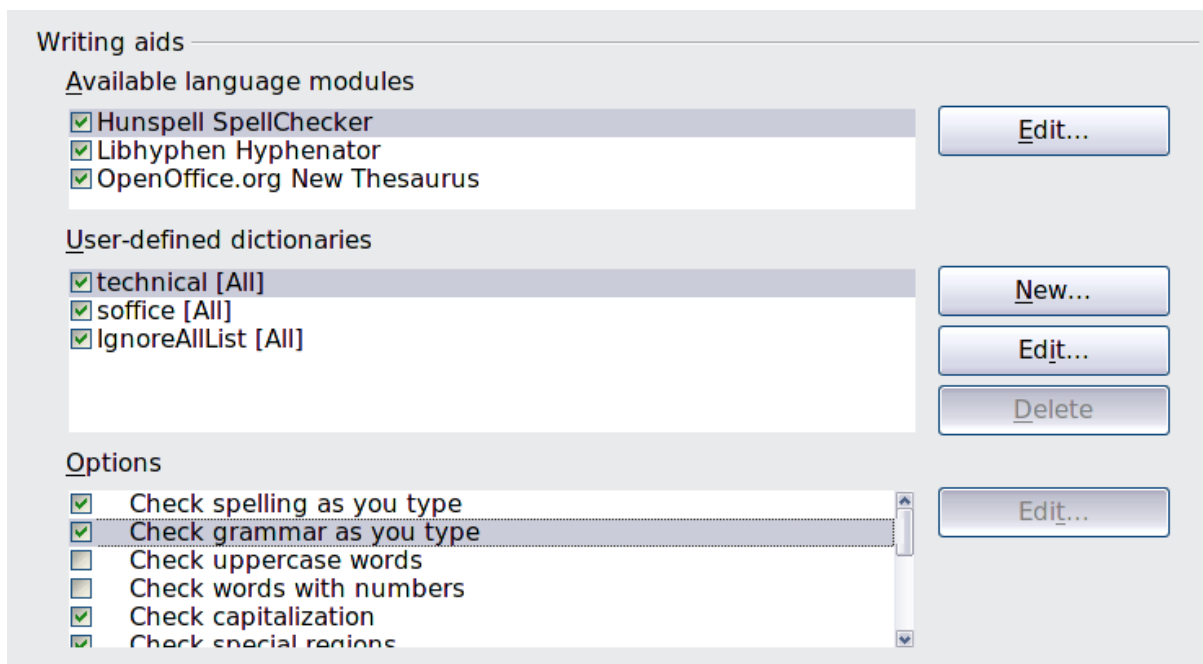 Writing aids
Available language modules
Hunspell SpellChecker
Edit...
Libhyphen Hyphenator
OpenOffice.org New Thesaurus
User-defined dictionaries
technical [All]
New...
soffice [All]
IgnoreAllList [All]
Edit...
Delete
Options
Check spelling as you type
Edit...
Check grammar as you type
Check uppercase words
Check words with numbers
Check capitalization
Check special regions